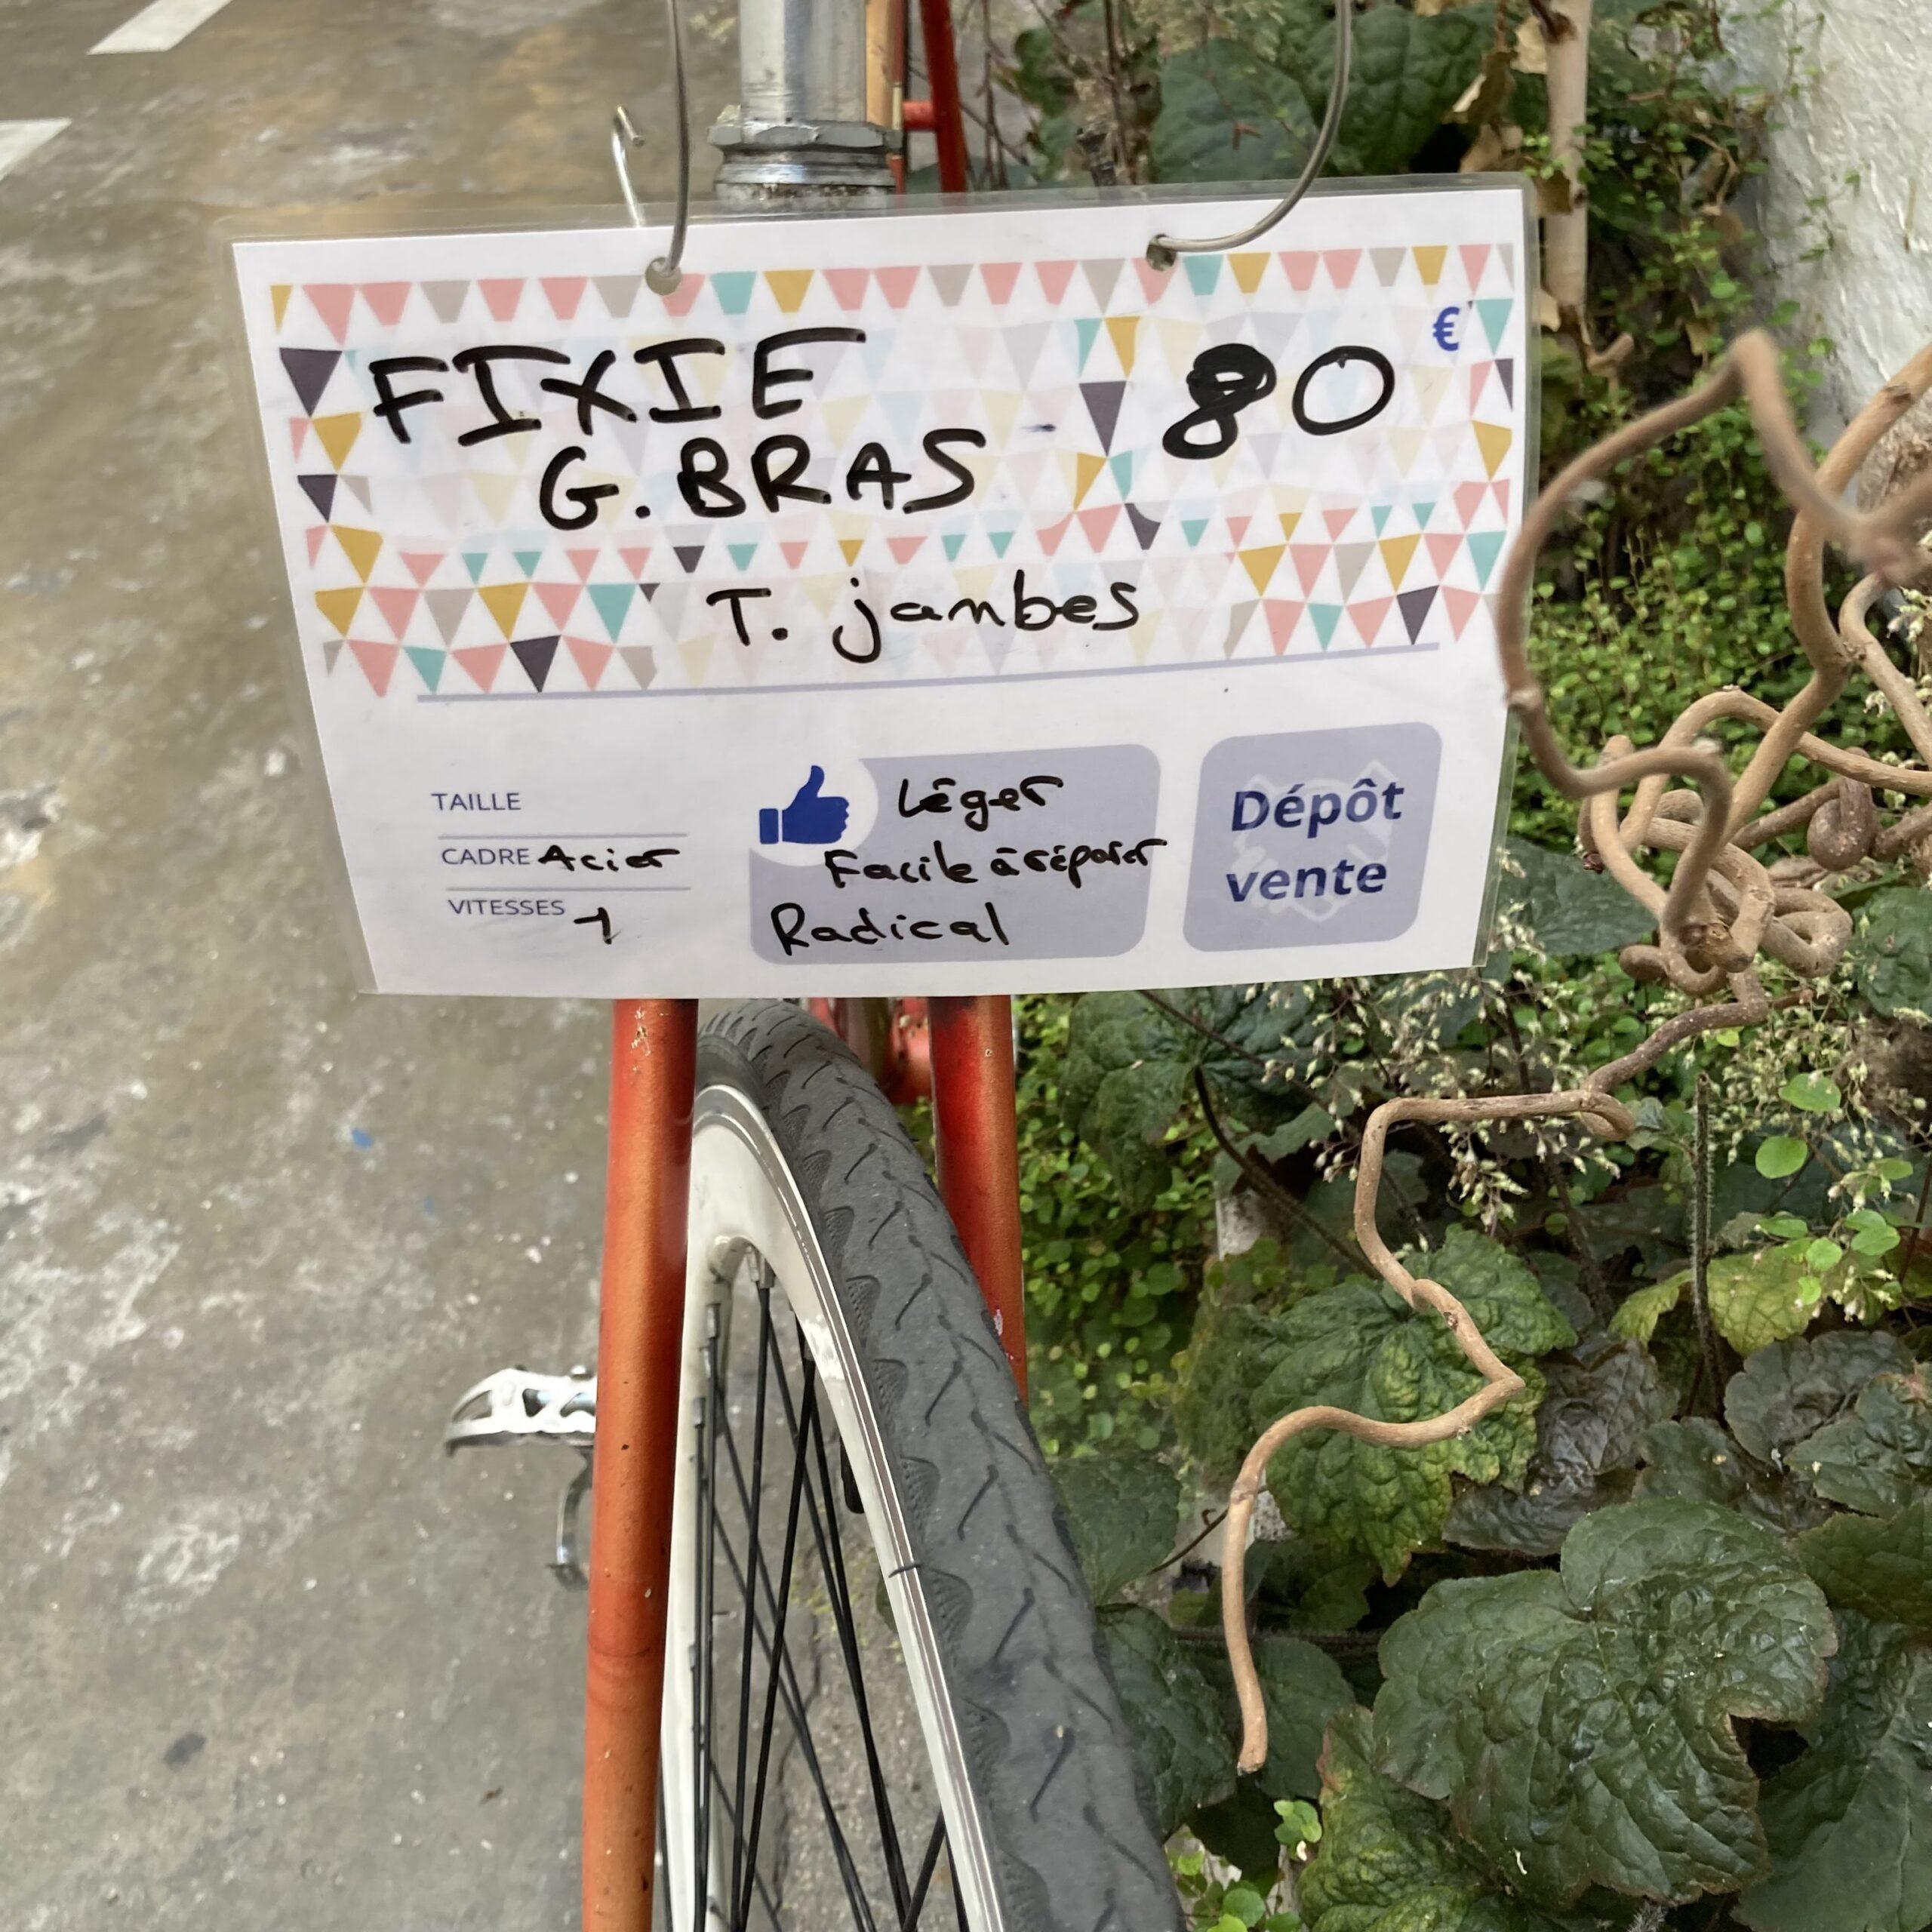 FIXIE
G. BRAS
80 €
T. jambes
TAILLE
CADRE Acier
VITESSES 1
Léger
Facile à réparer
Radical
Dépôt
vente